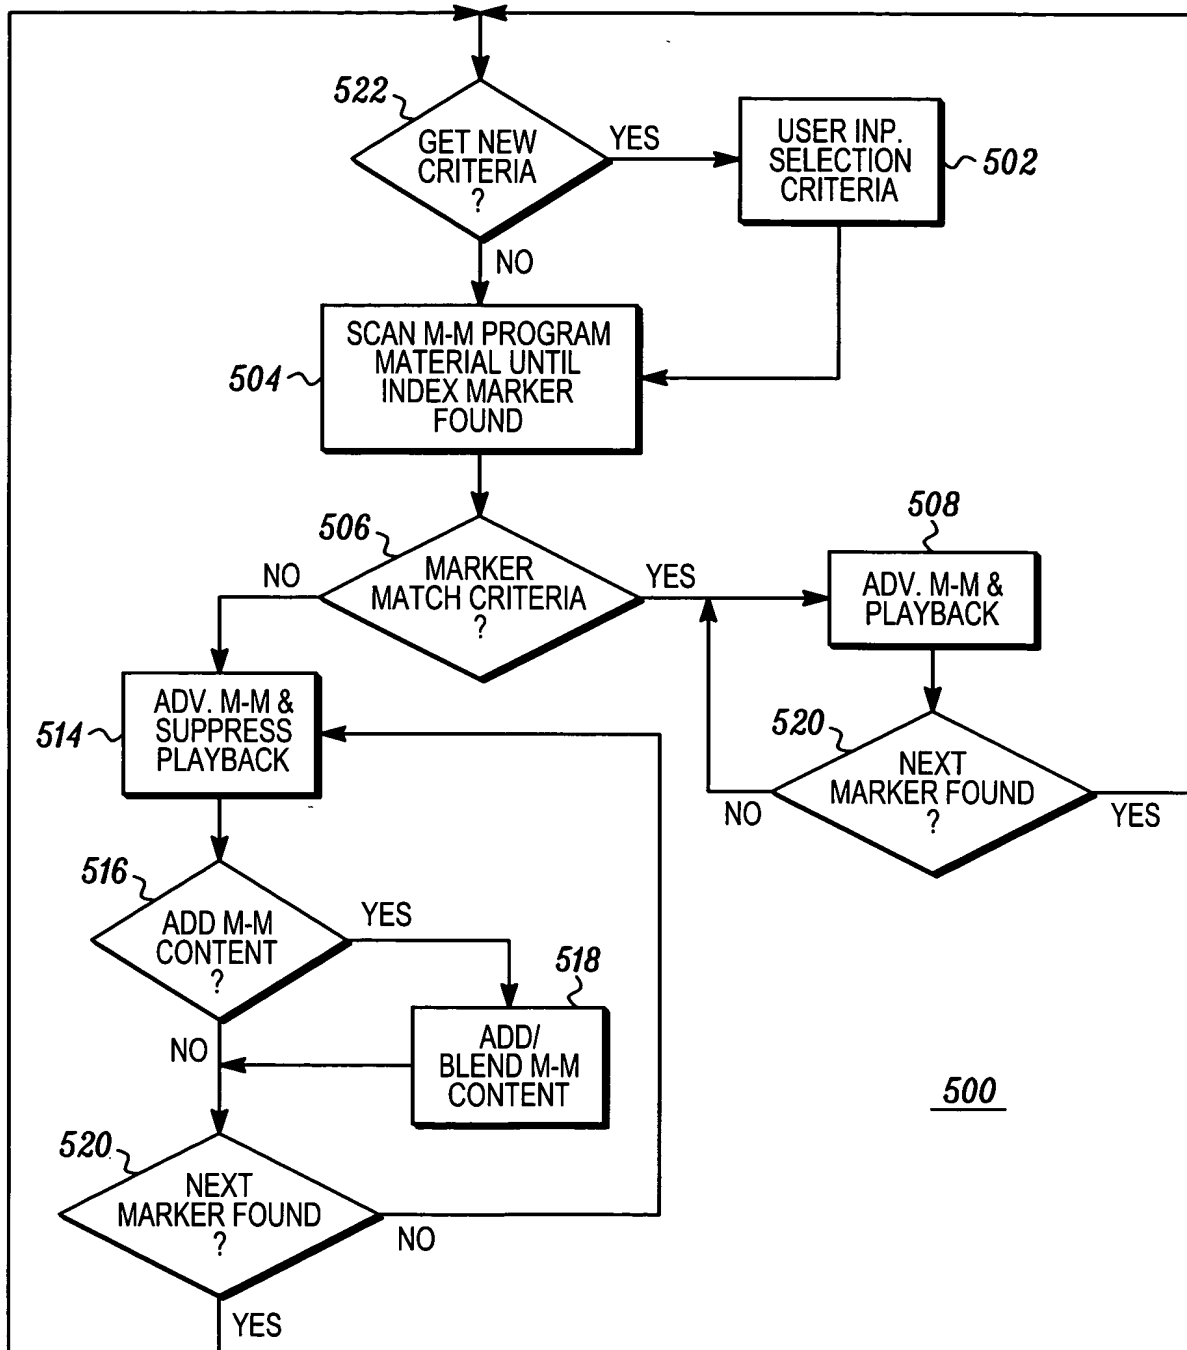 522
GET NEW
CRITERIA
?
YES
USER INP.
SELECTION
CRITERIA
502
NO
SCAN M-M PROGRAM
MATERIAL UNTIL
INDEX MARKER
FOUND
504
506
MARKER
MATCH CRITERIA
?
NO
YES
508
ADV. M-M &
PLAYBACK
520
NEXT
MARKER FOUND
?
NO
YES
ADV. M-M &
SUPPRESS
PLAYBACK
514
516
ADD M-M
CONTENT
?
YES
NO
518
ADD/
BLEND M-M
CONTENT
500
520
NEXT
MARKER FOUND
?
NO
YES